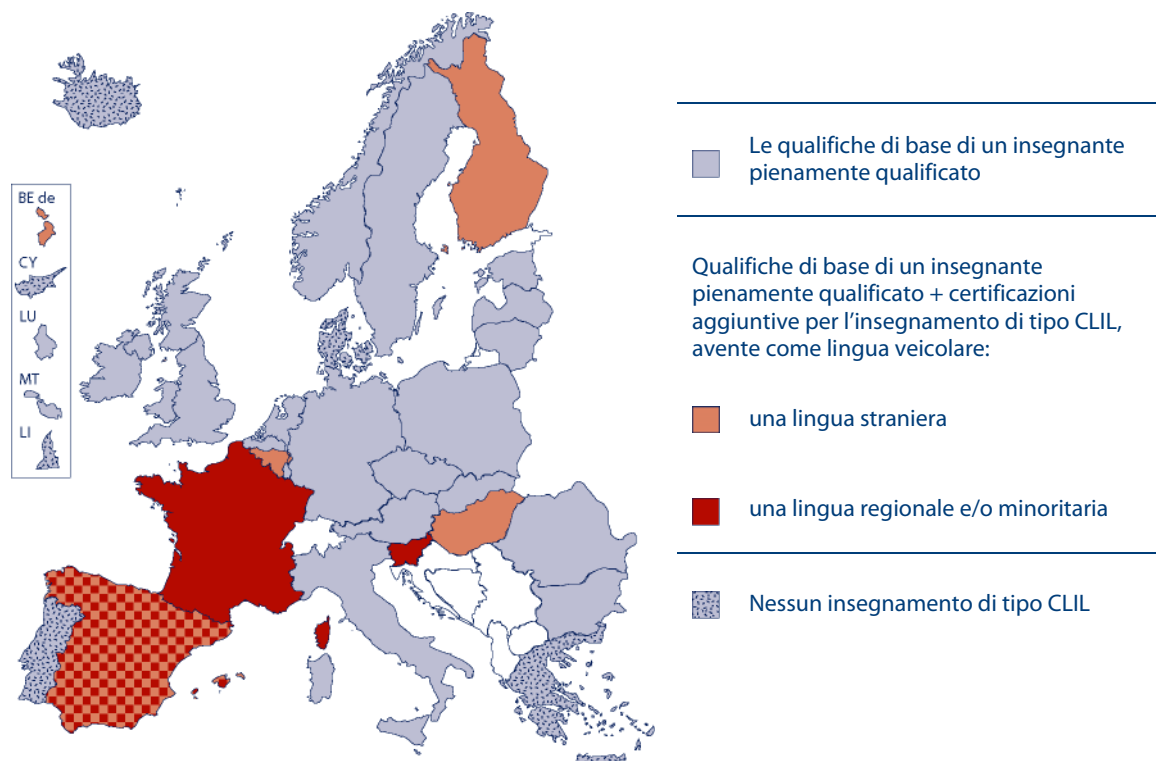 BE de
CY
LU
MT
LI
Le qualifiche di base di un insegnante
pienamente qualificato
Qualifiche di base di un insegnante
pienamente qualificato + certificazioni
aggiuntive per l’insegnamento di tipo CLIL,
avente come lingua veicolare:
una lingua straniera
una lingua regionale e/o minoritaria
Nessun insegnamento di tipo CLIL